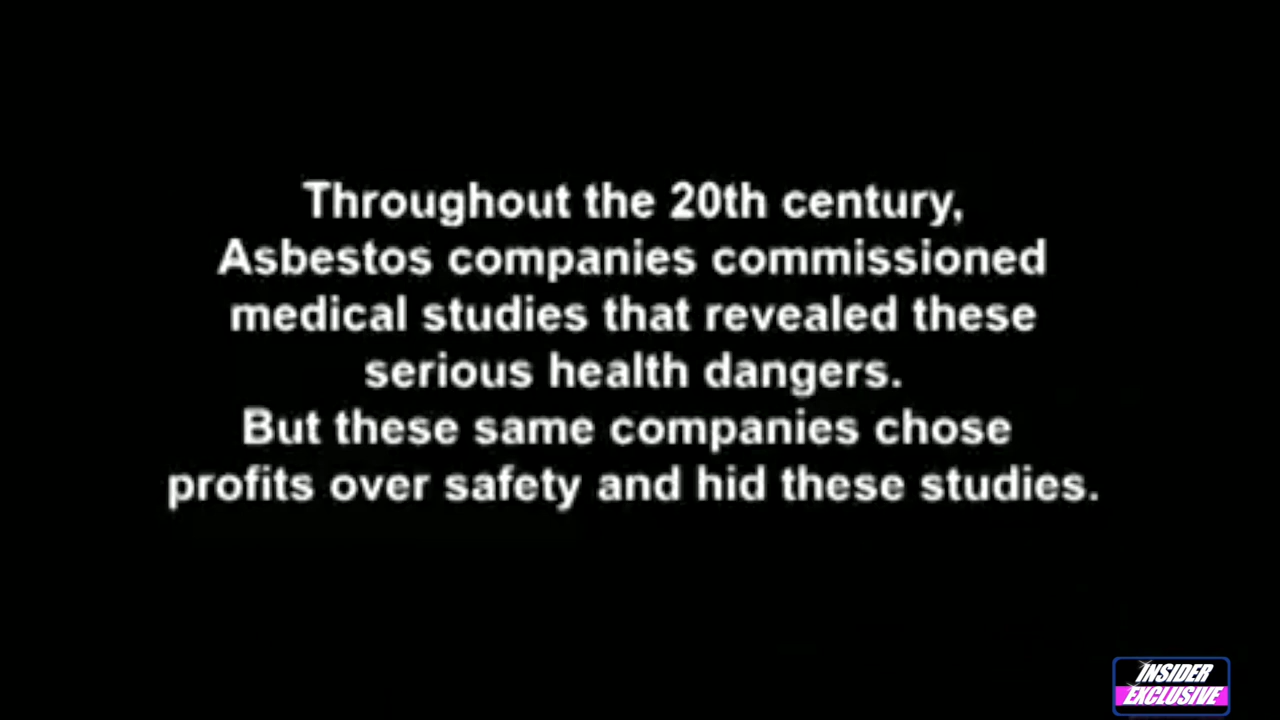 Throughout the 20th century,
Asbestos companies commissioned
medical studies that revealed these
serious health dangers.
But these same companies chose
profits over safety and hid these studies.
INSIDER
EXCLUSIVE